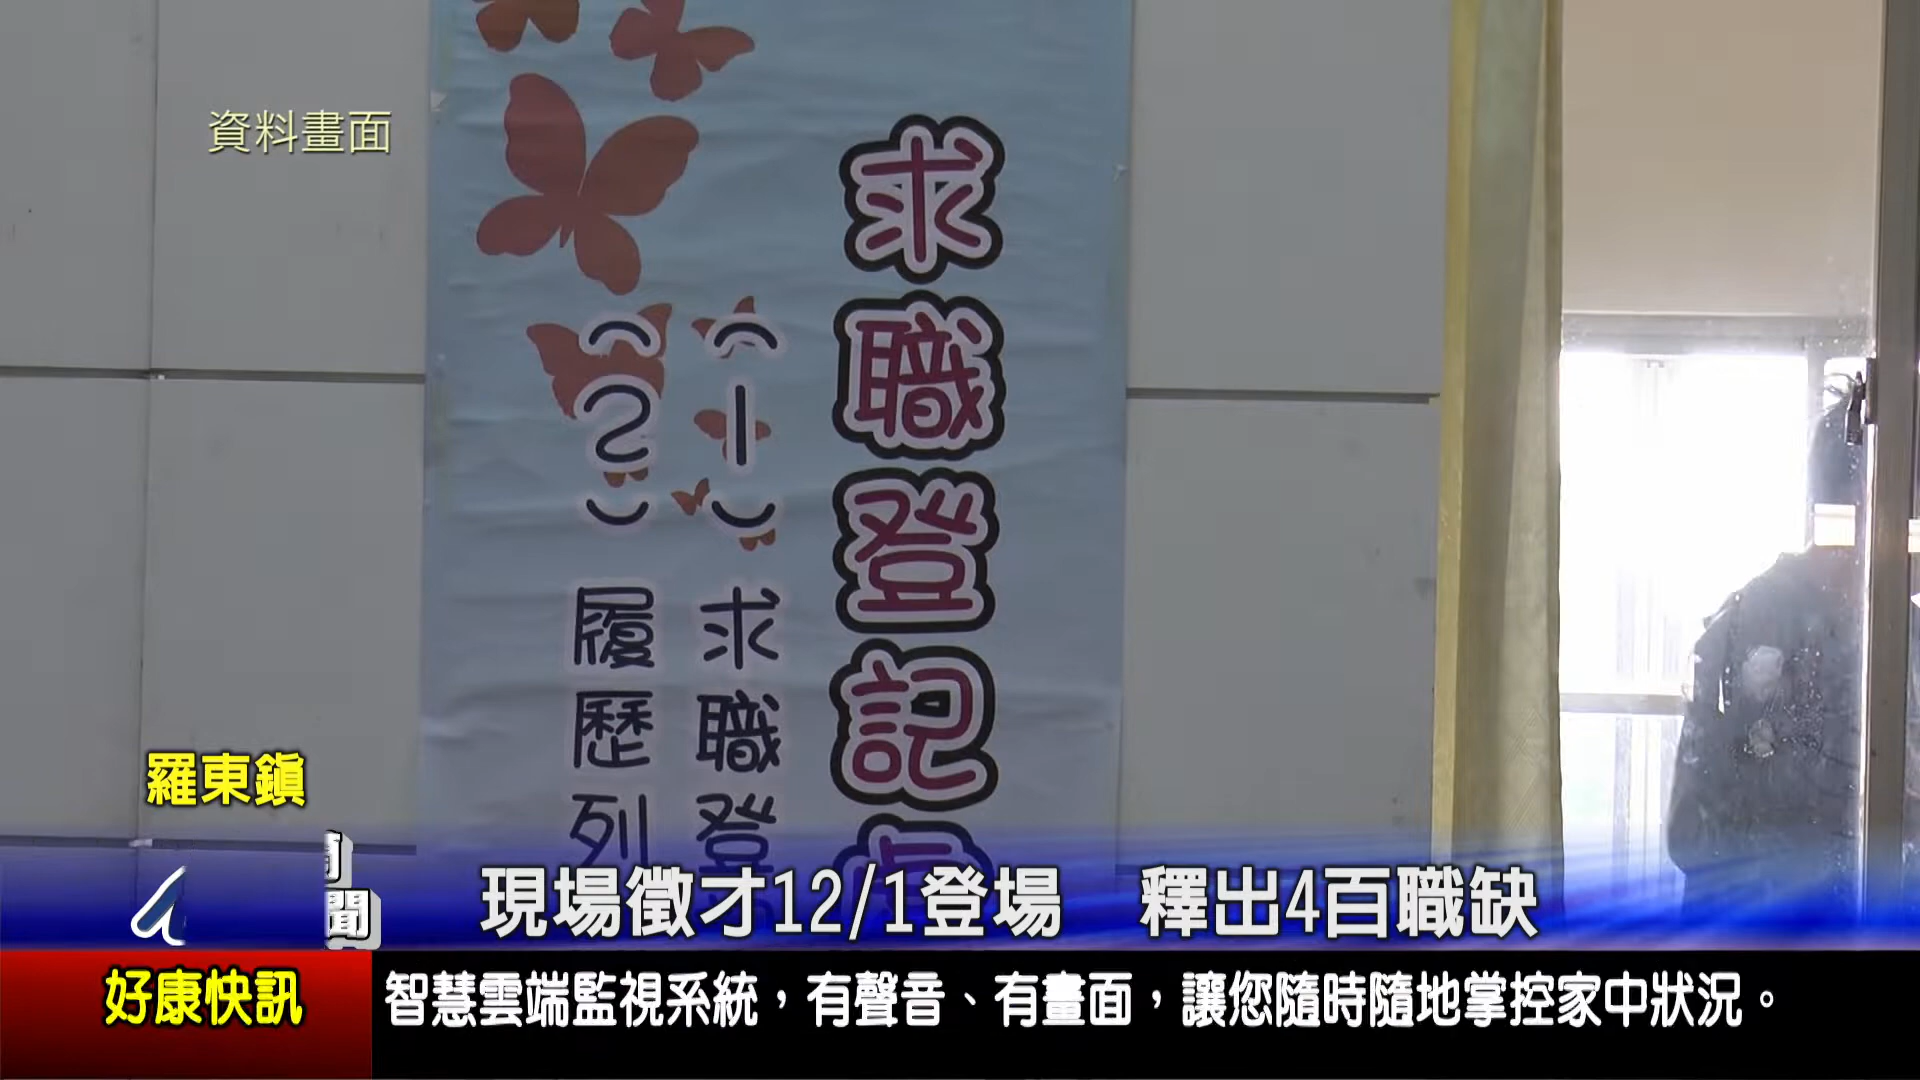 資料畫面
求職登記
(1) 求職登
(2) 履歷列
羅東鎮
聞
現場徵才12/1登場 釋出4百職缺
好康快訊
智慧雲端監視系統，有聲音、有畫面，讓您隨時隨地掌控家中狀況。